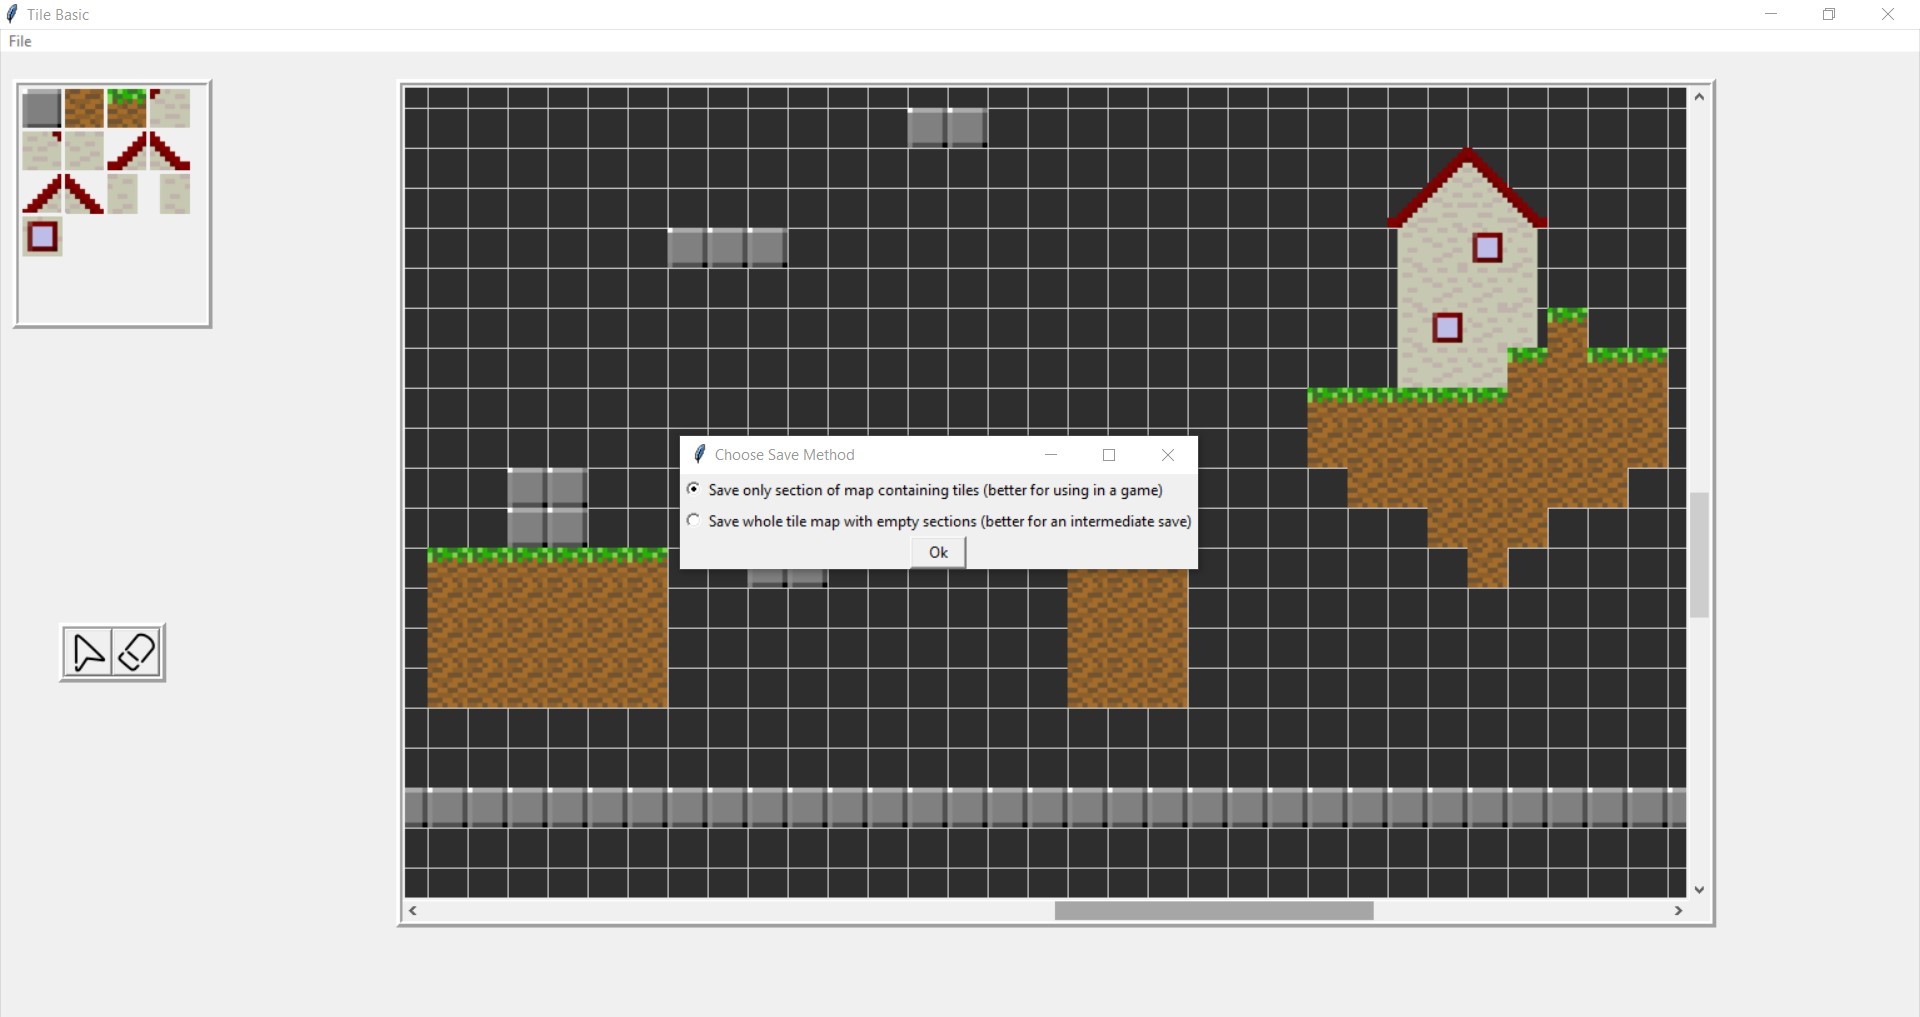 Tile Basic
File
Choose Save Method
Save only section of map containing tiles (better for using in a game)
Save whole tile map with empty sections (better for an intermediate save)
Ok